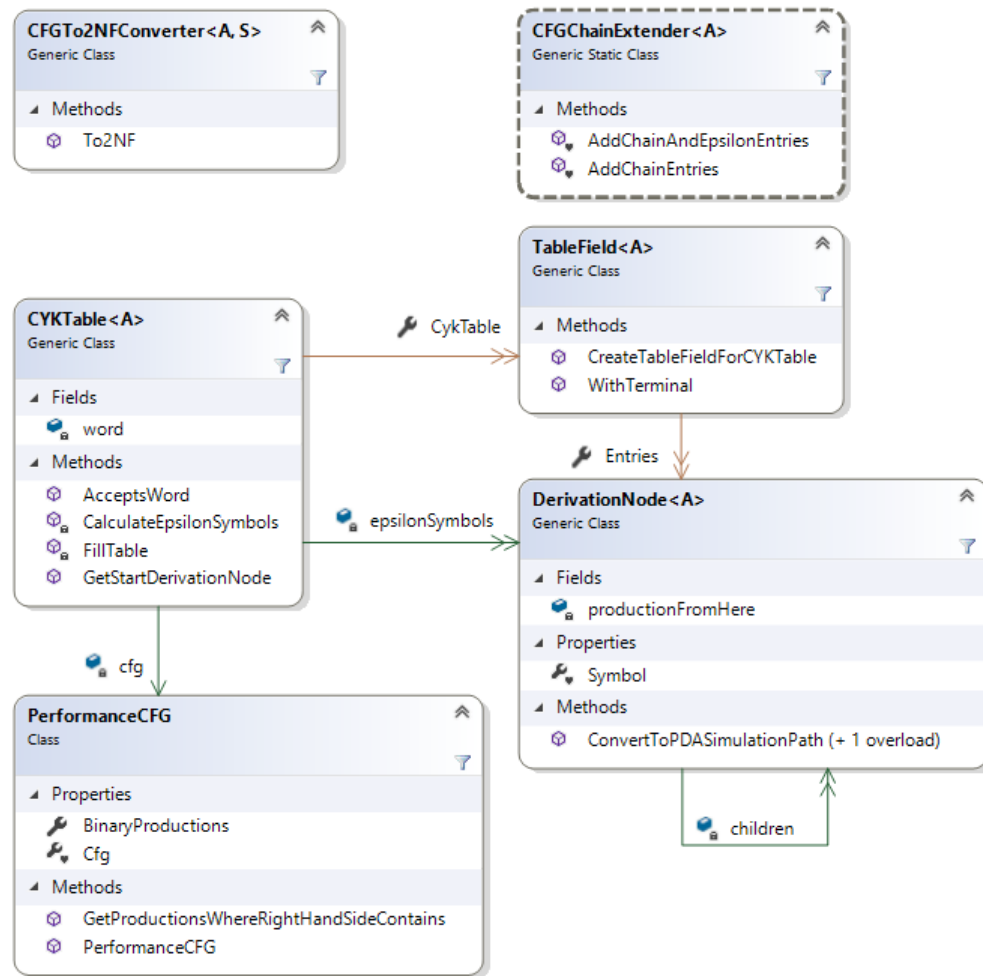 CFGTo2NFConverter<A, S>
Generic Class
Methods
To2NF
CFGChainExtender<A>
Generic Static Class
Methods
AddChainAndEpsilonEntries
AddChainEntries
TableField<A>
Generic Class
Methods
CreateTableFieldForCYKTable
WithTerminal
CYKTable<A>
Generic Class
Fields
word
Methods
AcceptsWord
CalculateEpsilonSymbols
FillTable
GetStartDerivationNode
CykTable
Entries
epsilonSymbols
DerivationNode<A>
Generic Class
Fields
productionFromHere
Properties
Symbol
Methods
ConvertToPDASimulationPath (+ 1 overload)
children
cfg
PerformanceCFG
Class
Properties
BinaryProductions
Cfg
Methods
GetProductionsWhereRightHandSideContains
PerformanceCFG